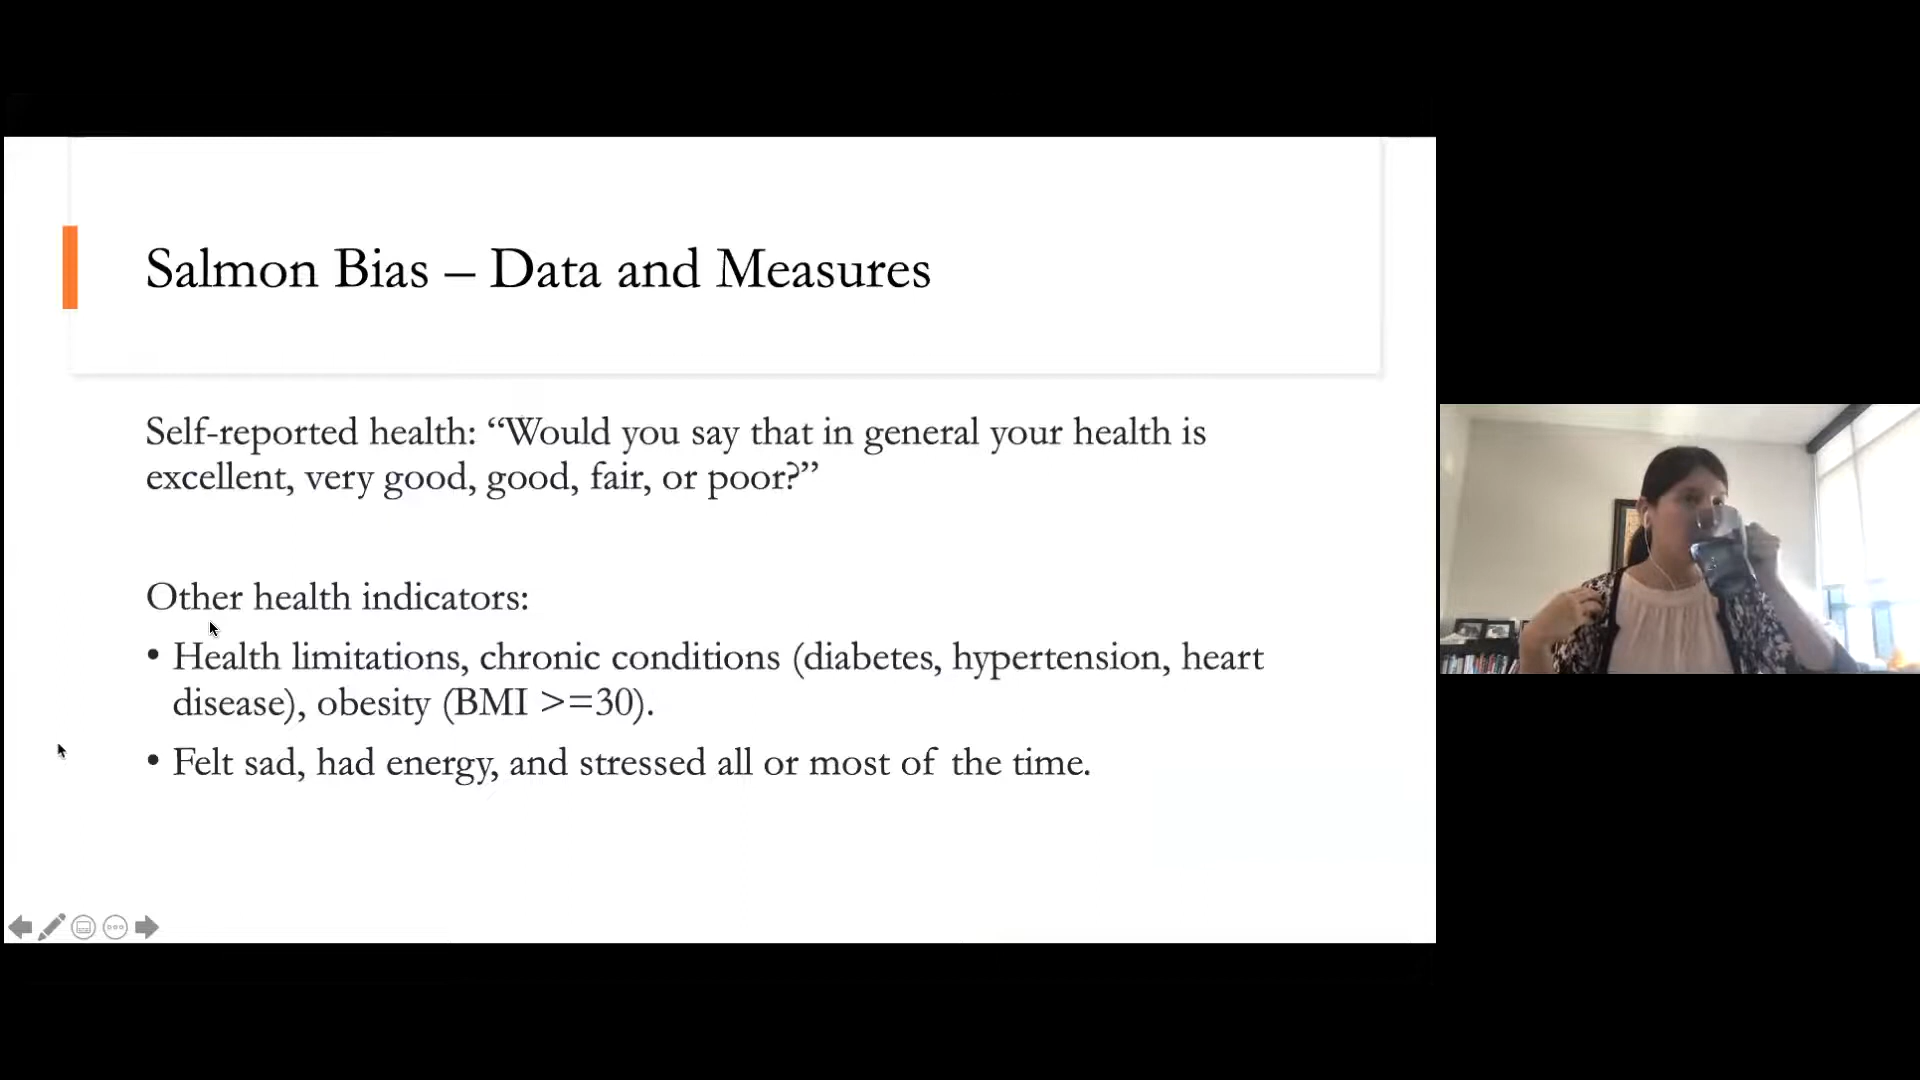 Salmon Bias – Data and Measures
Self-reported health: “Would you say that in general your health is
excellent, very good, good, fair, or poor?”
Other health indicators:
• Health limitations, chronic conditions (diabetes, hypertension, heart
disease), obesity (BMI >=30).
• Felt sad, had energy, and stressed all or most of the time.